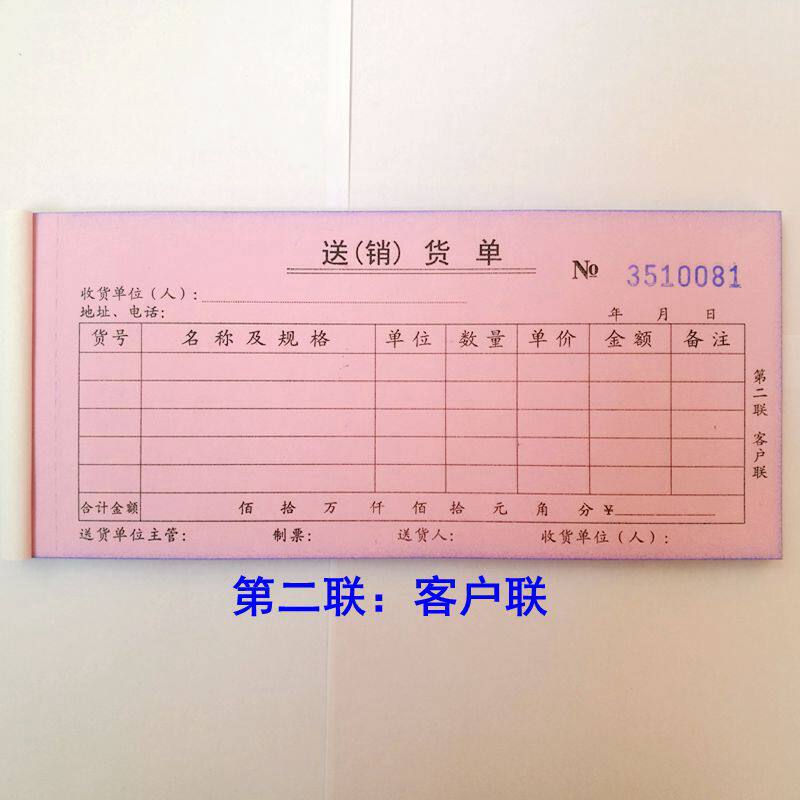 送(销)货单
№ 3510081
收货单位(人):
地址、电话: 年 月 日
货号 名称及规格 单位 数量 单价 金额 备注
合计金额 佰 拾 万 仟 佰 拾 元 角 分 ¥
送货单位主管: 制票: 送货人: 收货单位(人):
第二联 客户联
第二联：客户联